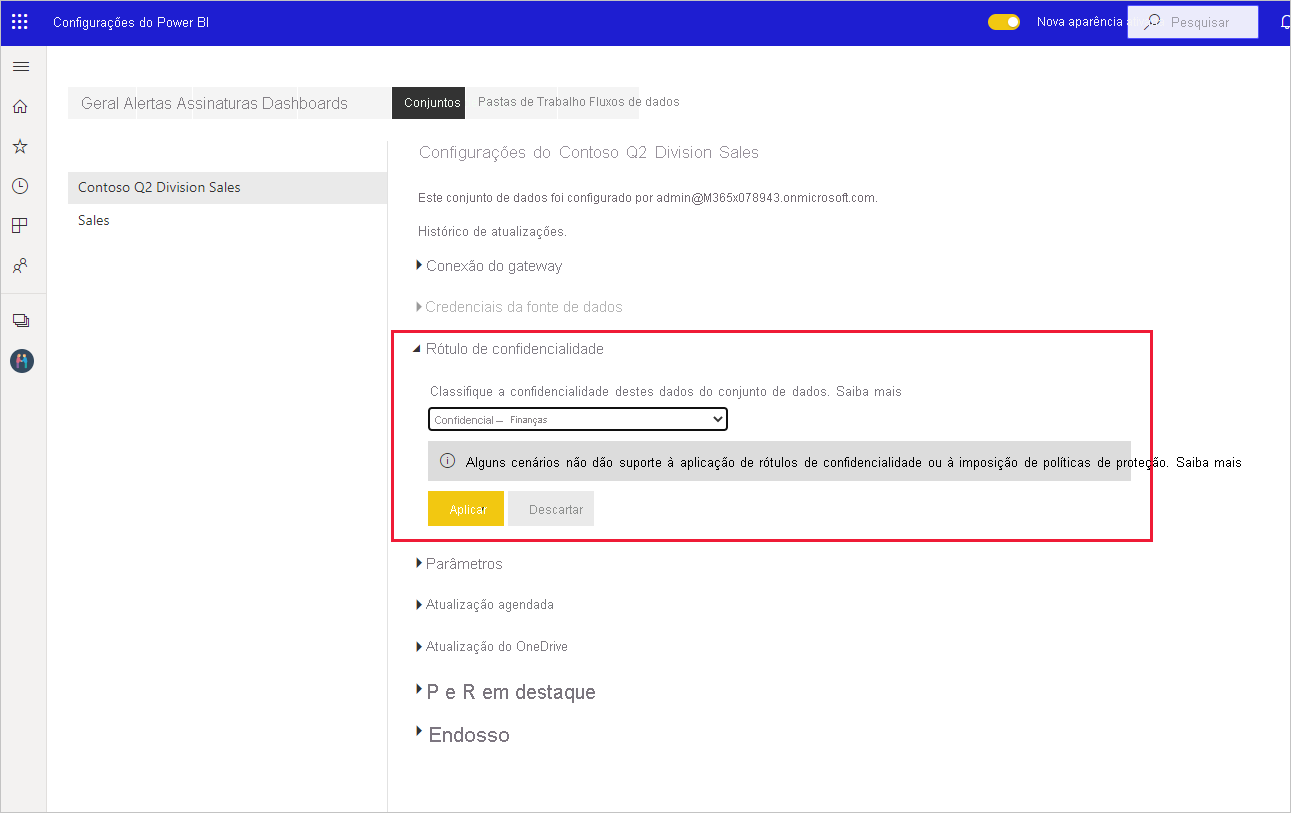 Configurações do Power BI
Nova aparência
Pesquisar
Geral Alertas Assinaturas Dashboards
Conjuntos
Pastas de Trabalho Fluxos de dados
Contoso Q2 Division Sales
Sales
Configurações do Contoso Q2 Division Sales
Este conjunto de dados foi configurado por admin@M365x078943.onmicrosoft.com.
Histórico de atualizações.
Conexão do gateway
Credenciais da fonte de dados
Rótulo de confidencialidade
Classifique a confidencialidade destes dados do conjunto de dados. Saiba mais
Confidencial – Finanças
Alguns cenários não dão suporte à aplicação de rótulos de confidencialidade ou à imposição de políticas de proteção. Saiba mais
Aplicar
Descartar
Parâmetros
Atualização agendada
Atualização do OneDrive
P e R em destaque
Endosso